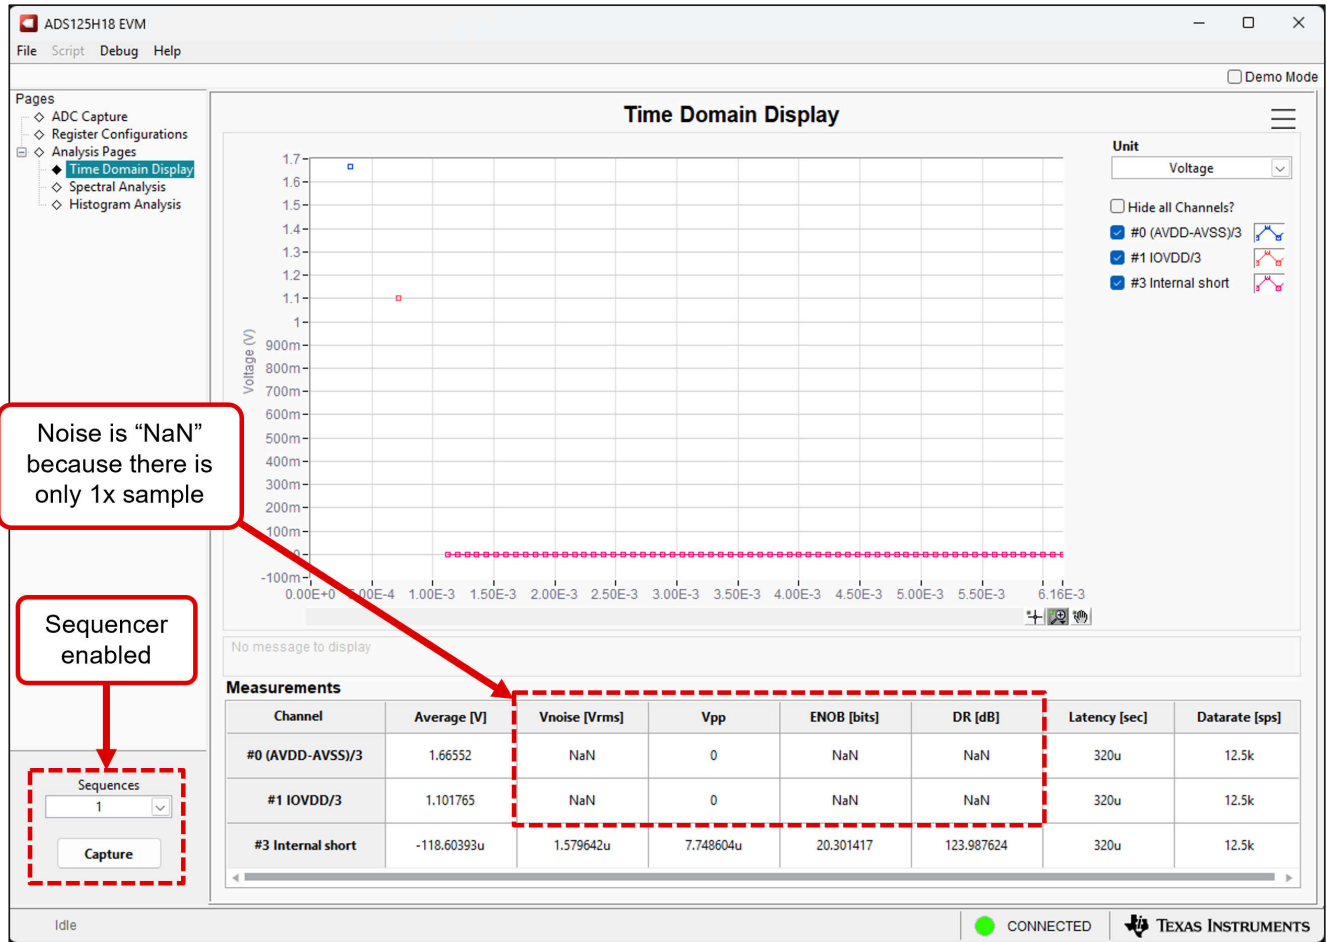 ADS125H18 EVM
File Script Debug Help
Demo Mode
Pages
ADC Capture
Register Configurations
Analysis Pages
Time Domain Display
Spectral Analysis
Histogram Analysis
Time Domain Display
Unit
Voltage
Hide all Channels?
#0 (AVDD-AVSS)/3
#1 IOVDD/3
#3 Internal short
Voltage (V)
1.7
1.6
1.5
1.4
1.3
1.2
1.1
1
900m
800m
700m
600m
500m
400m
300m
200m
100m
0
-100m
0.00E+0 5.00E-4 1.00E-3 1.50E-3 2.00E-3 2.50E-3 3.00E-3 3.50E-3 4.00E-3 4.50E-3 5.00E-3 5.50E-3 6.16E-3
Noise is “NaN”
because there is
only 1x sample
Sequencer
enabled
No message to display
Measurements
Channel Average [V] Vnoise [Vrms] Vpp ENOB [bits] DR [dB] Latency [sec] Datarate [sps]
#0 (AVDD-AVSS)/3 1.66552 NaN 0 NaN NaN 320u 12.5k
#1 IOVDD/3 1.101765 NaN 0 NaN NaN 320u 12.5k
#3 Internal short -118.60393u 1.579642u 7.748604u 20.301417 123.987624 320u 12.5k
Sequences
1
Capture
Idle
CONNECTED
TEXAS INSTRUMENTS